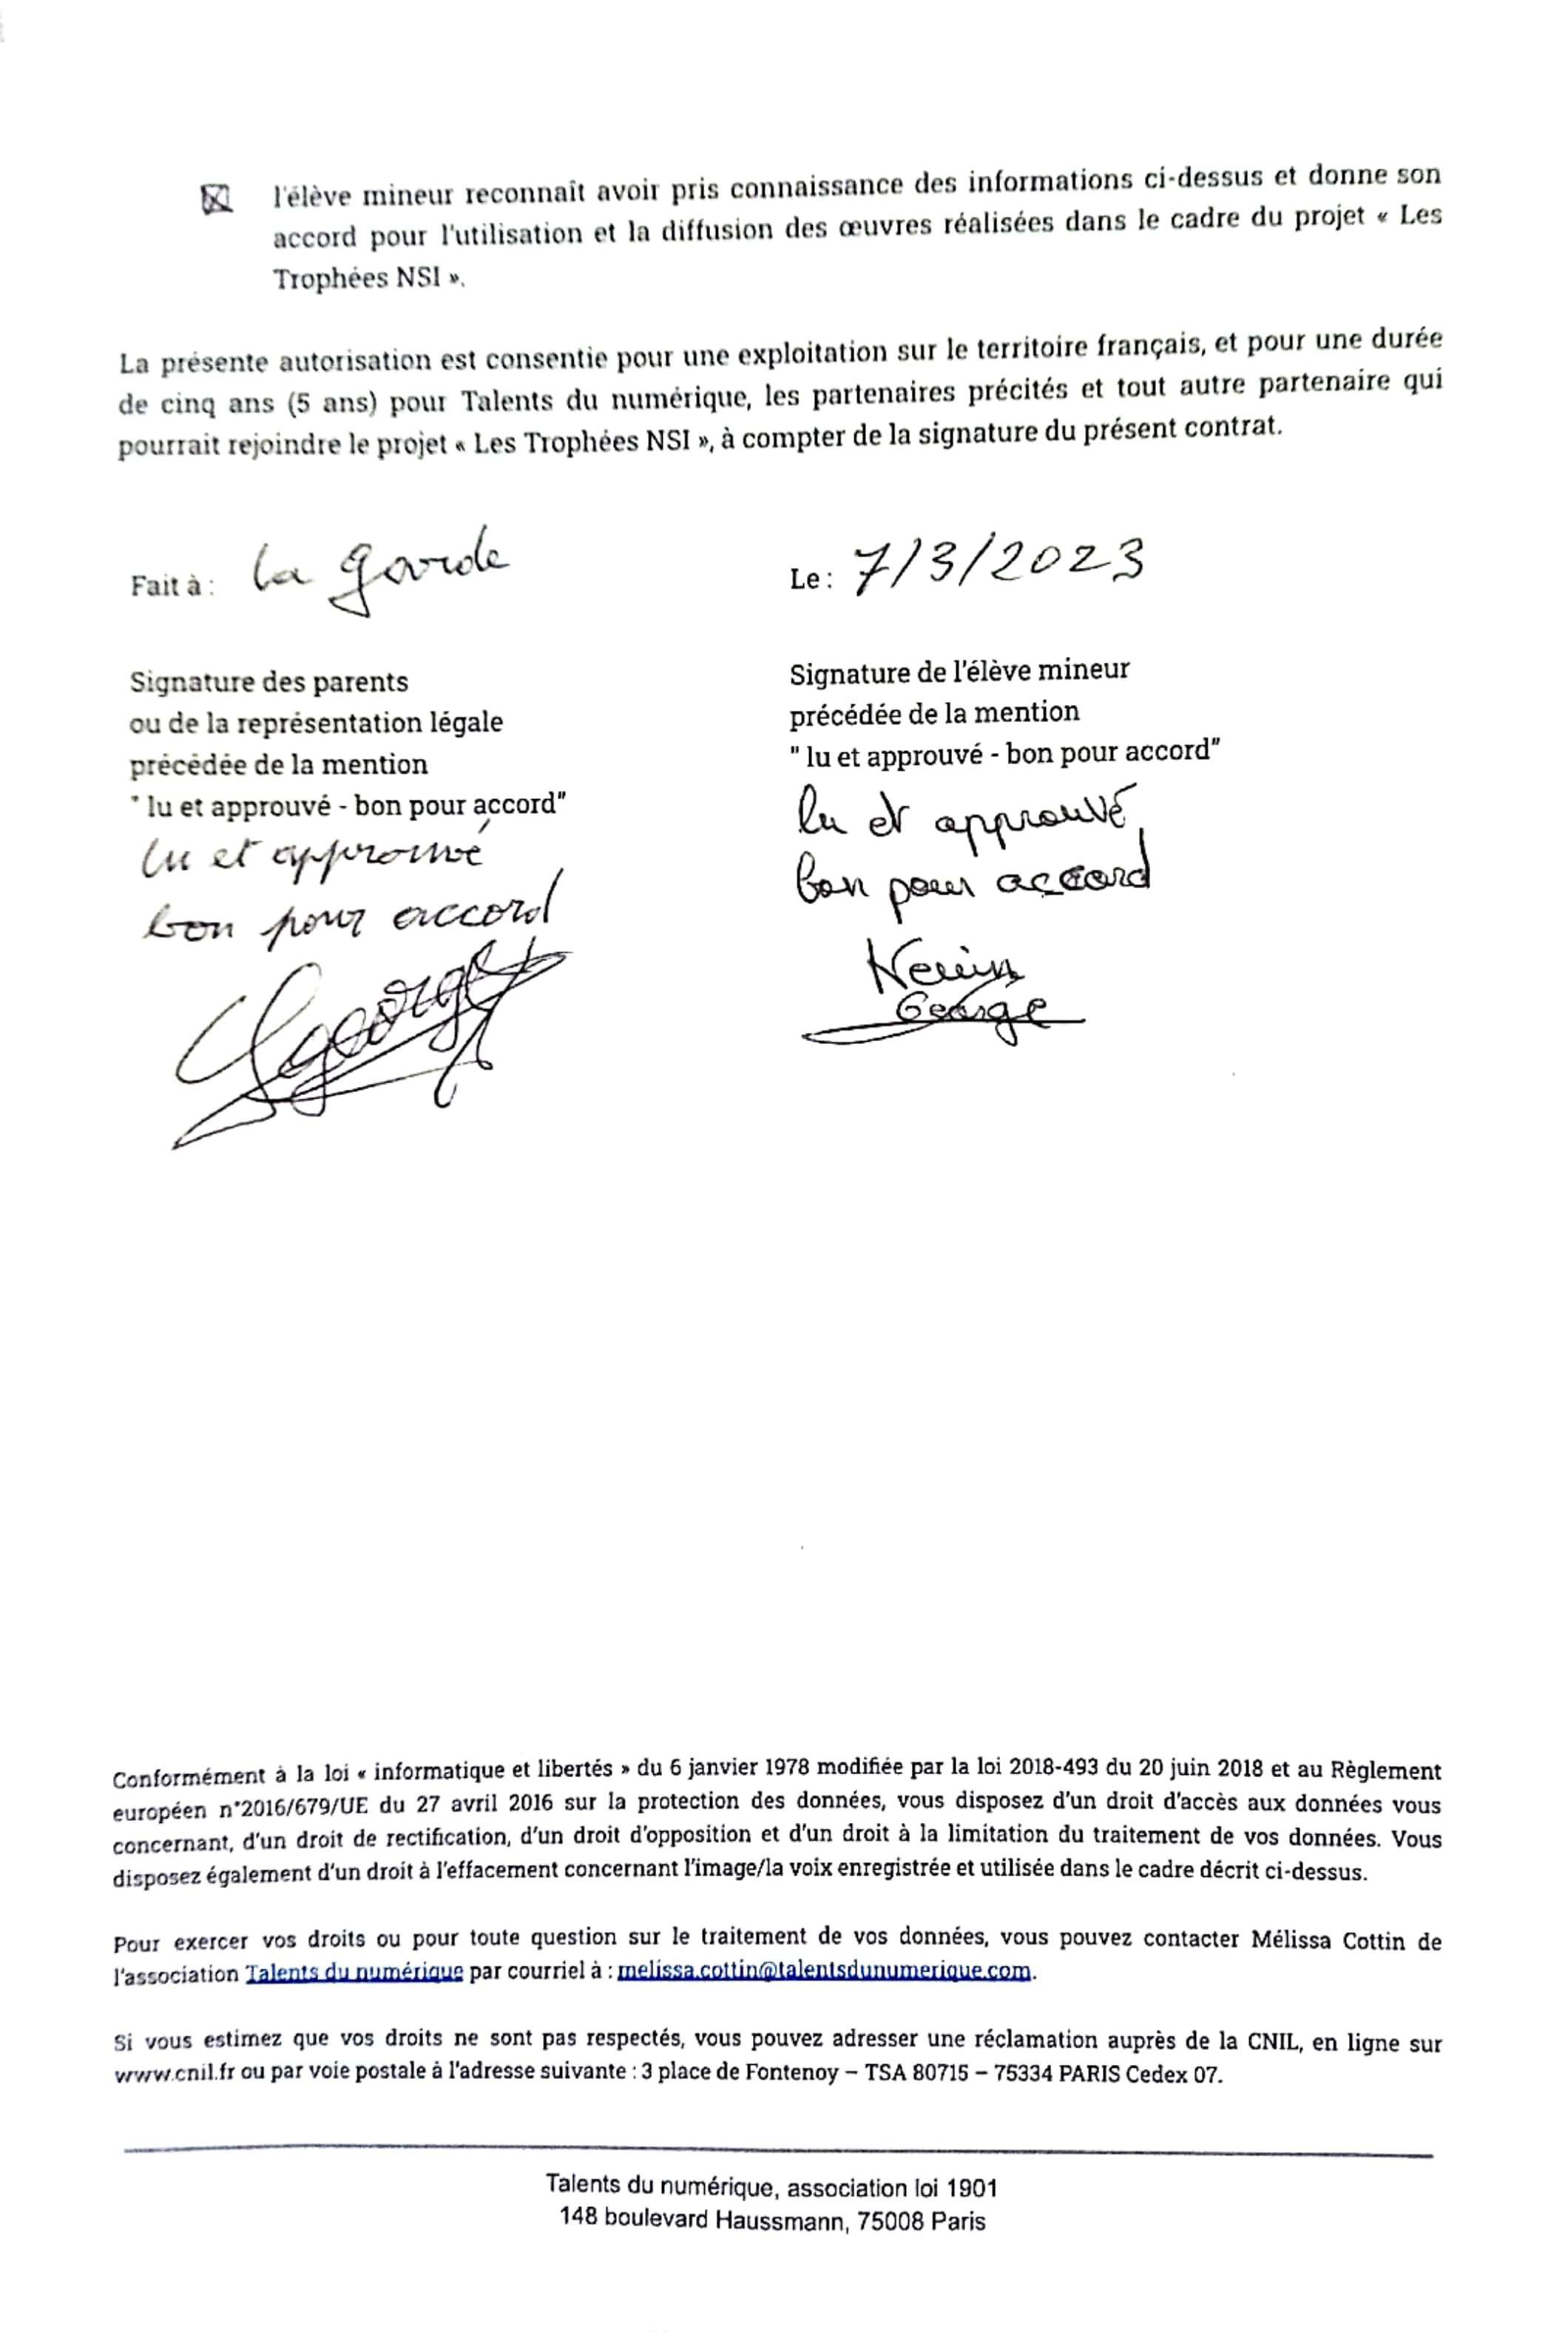 l'élève mineur reconnaît avoir pris connaissance des informations ci-dessus et donne son
accord pour l'utilisation et la diffusion des œuvres réalisées dans le cadre du projet « Les
Trophées NSI ».
La présente autorisation est consentie pour une exploitation sur le territoire français, et pour une durée
de cinq ans (5 ans) pour Talents du numérique, les partenaires précités et tout autre partenaire qui
pourrait rejoindre le projet « Les Trophées NSI », à compter de la signature du présent contrat.
Fait à : la garde
Le : 7/3/2023
Signature des parents
ou de la représentation légale
précédée de la mention
" lu et approuvé - bon pour accord"
lu et approuvé
bon pour accord
George
Signature de l'élève mineur
précédée de la mention
" lu et approuvé - bon pour accord"
lu et approuvé,
bon pour accord
George
Conformément à la loi « informatique et libertés » du 6 janvier 1978 modifiée par la loi 2018-493 du 20 juin 2018 et au Règlement
européen n°2016/679/UE du 27 avril 2016 sur la protection des données, vous disposez d'un droit d'accès aux données vous
concernant, d'un droit de rectification, d'un droit d'opposition et d'un droit à la limitation du traitement de vos données. Vous
disposez également d'un droit à l'effacement concernant l'image/la voix enregistrée et utilisée dans le cadre décrit ci-dessus.
Pour exercer vos droits ou pour toute question sur le traitement de vos données, vous pouvez contacter Mélissa Cottin de
l'association Talents du numérique par courriel à : melissa.cottin@talentsdunumerique.com.
Si vous estimez que vos droits ne sont pas respectés, vous pouvez adresser une réclamation auprès de la CNIL, en ligne sur
www.cnil.fr ou par voie postale à l'adresse suivante : 3 place de Fontenoy – TSA 80715 – 75334 PARIS Cedex 07.
Talents du numérique, association loi 1901
148 boulevard Haussmann, 75008 Paris